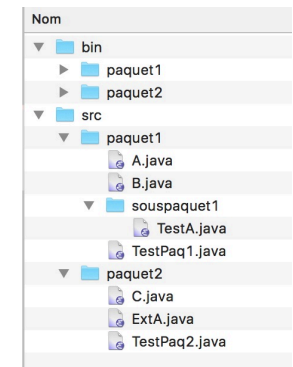 Nom
bin
paquet1
paquet2
src
paquet1
A.java
B.java
souspaquet1
TestA.java
TestPaq1.java
paquet2
C.java
ExtA.java
TestPaq2.java